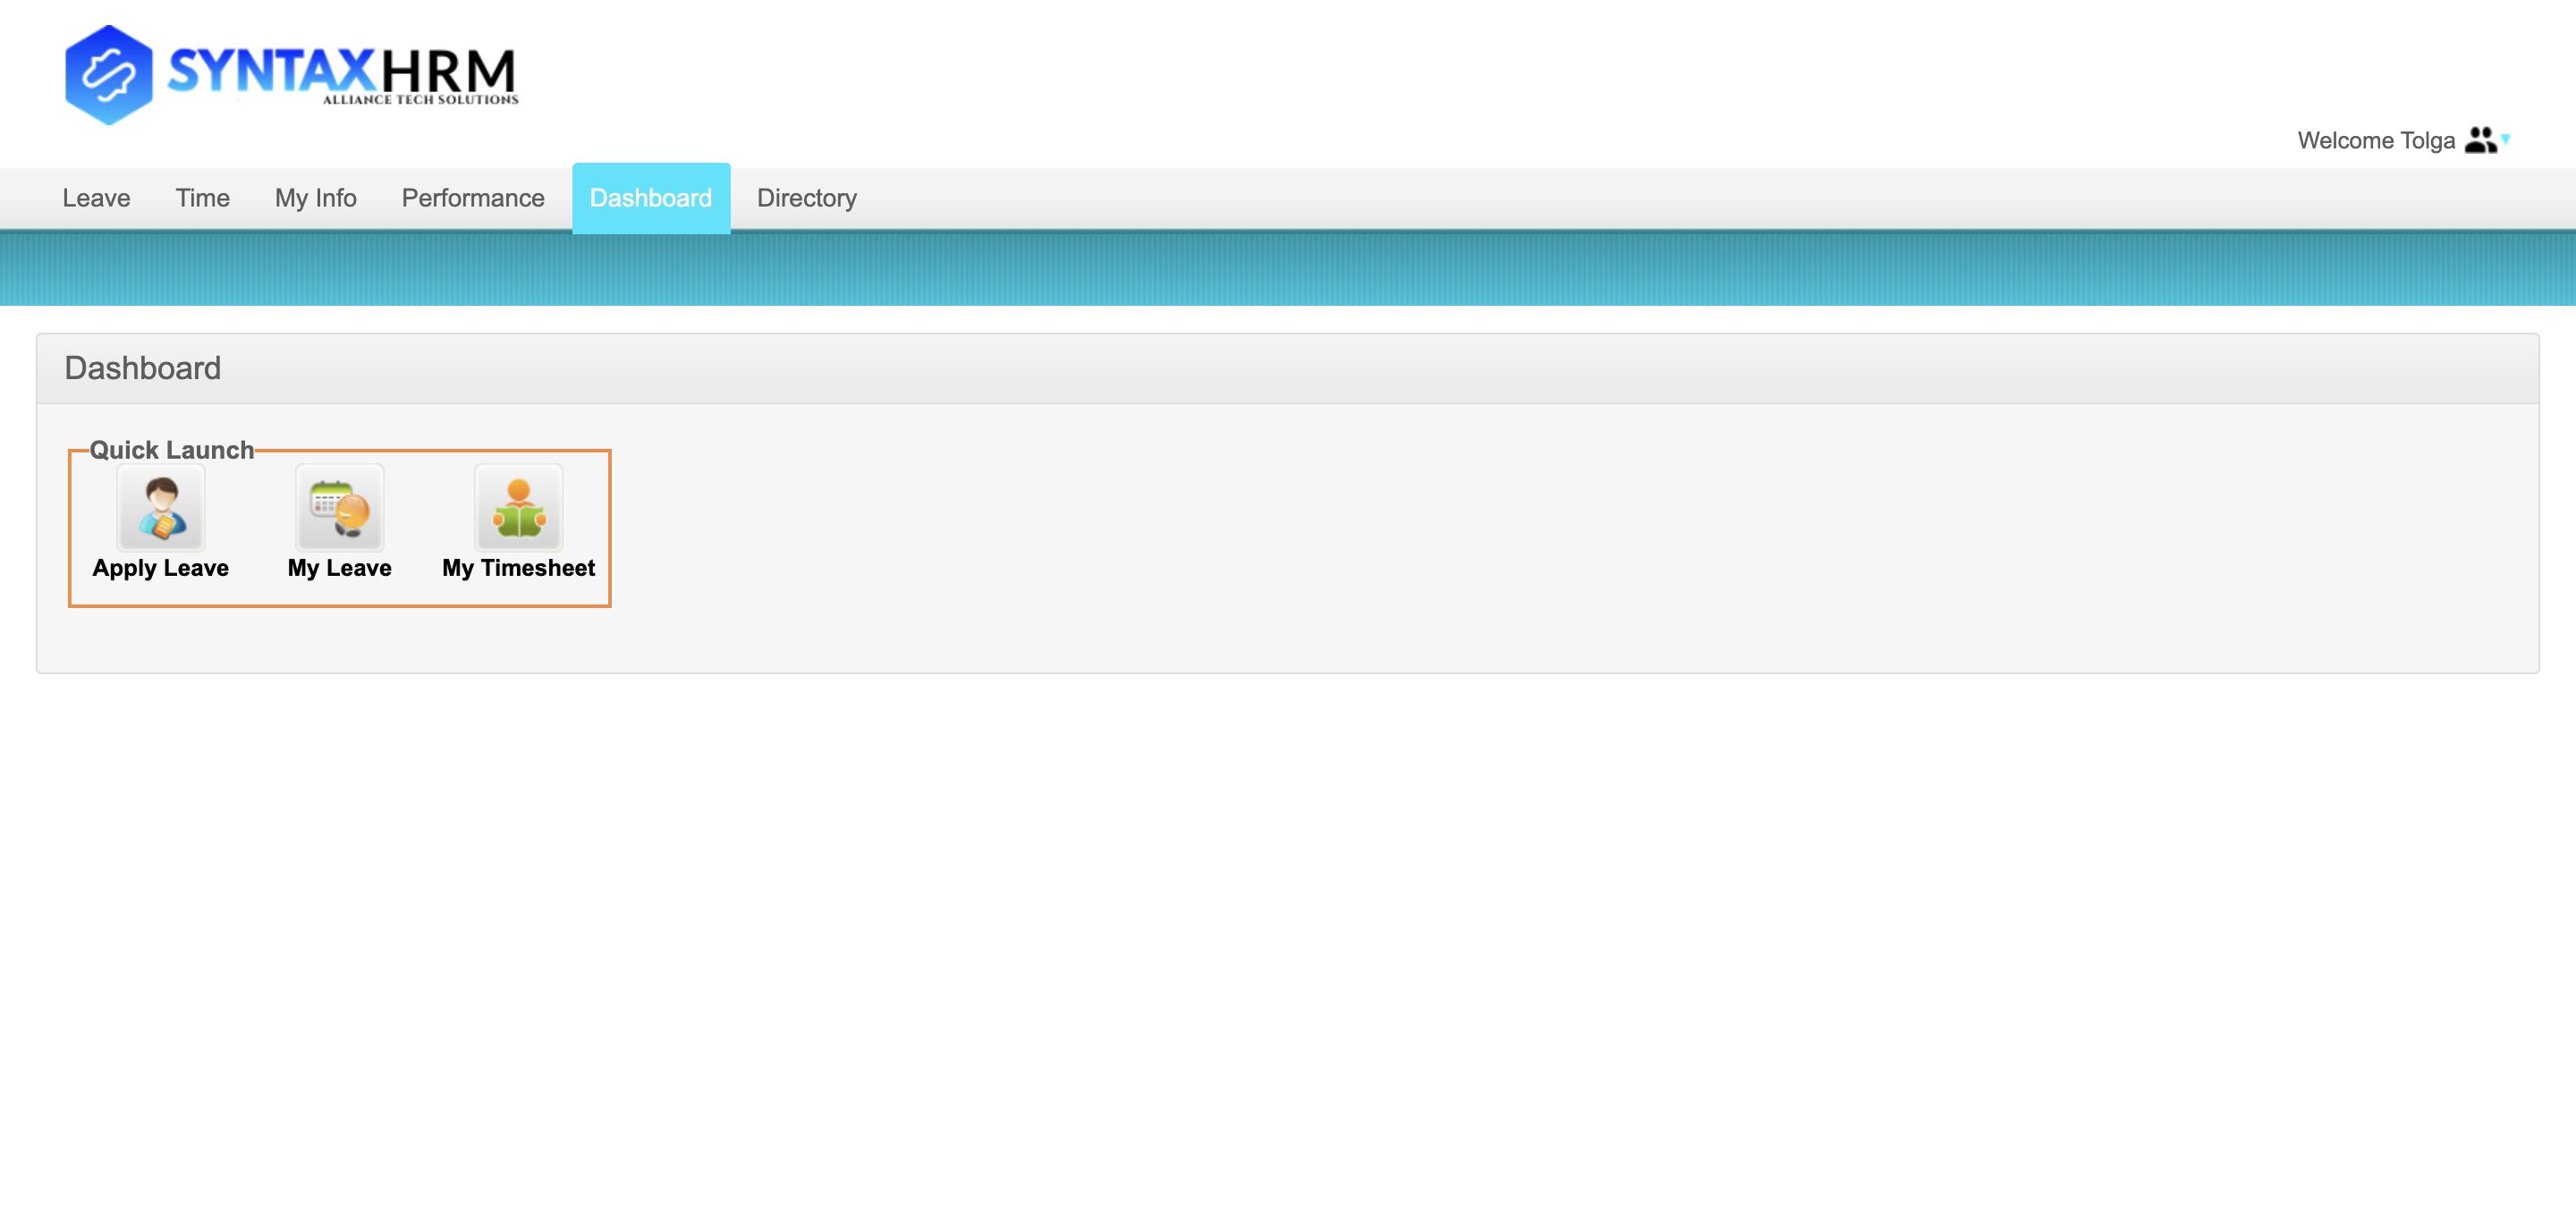 SYNTAXHRM
ALLIANCE TECH SOLUTIONS
Welcome Tolga
Leave Time My Info Performance Dashboard Directory
Dashboard
Quick Launch
Apply Leave My Leave My Timesheet